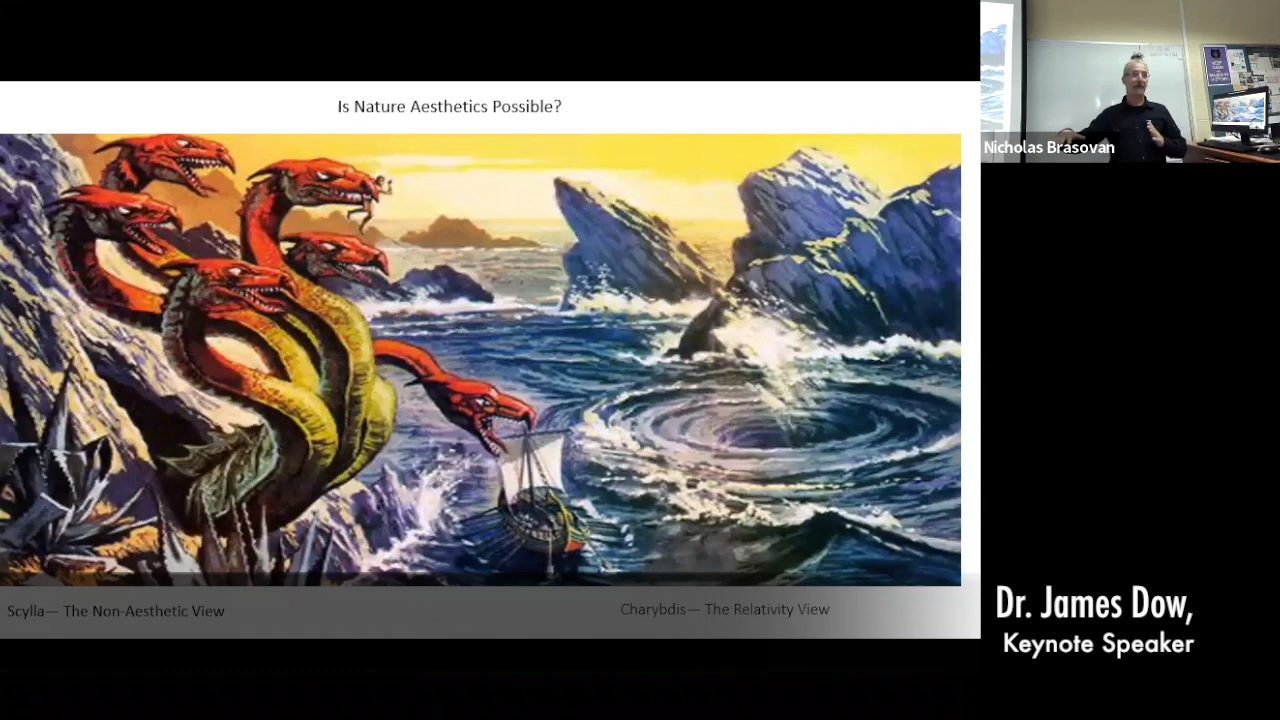 Is Nature Aesthetics Possible?
Nicholas Brasovan
Scylla— The Non-Aesthetic View
Charybdis— The Relativity View
Dr. James Dow,
Keynote Speaker